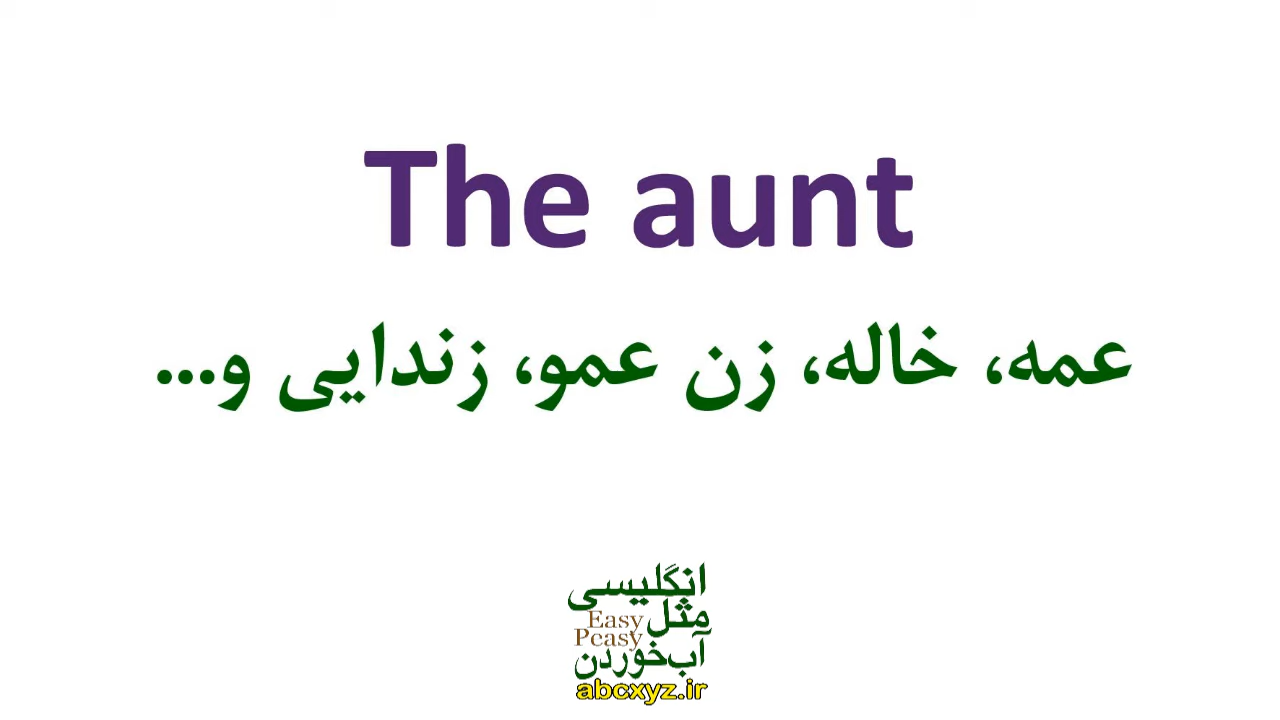 The aunt
عمه، خاله، زن عمو، زندایی و...
انگلیسی
مثل Easy
Peasy
آب‌خوردن
abcxyz.ir